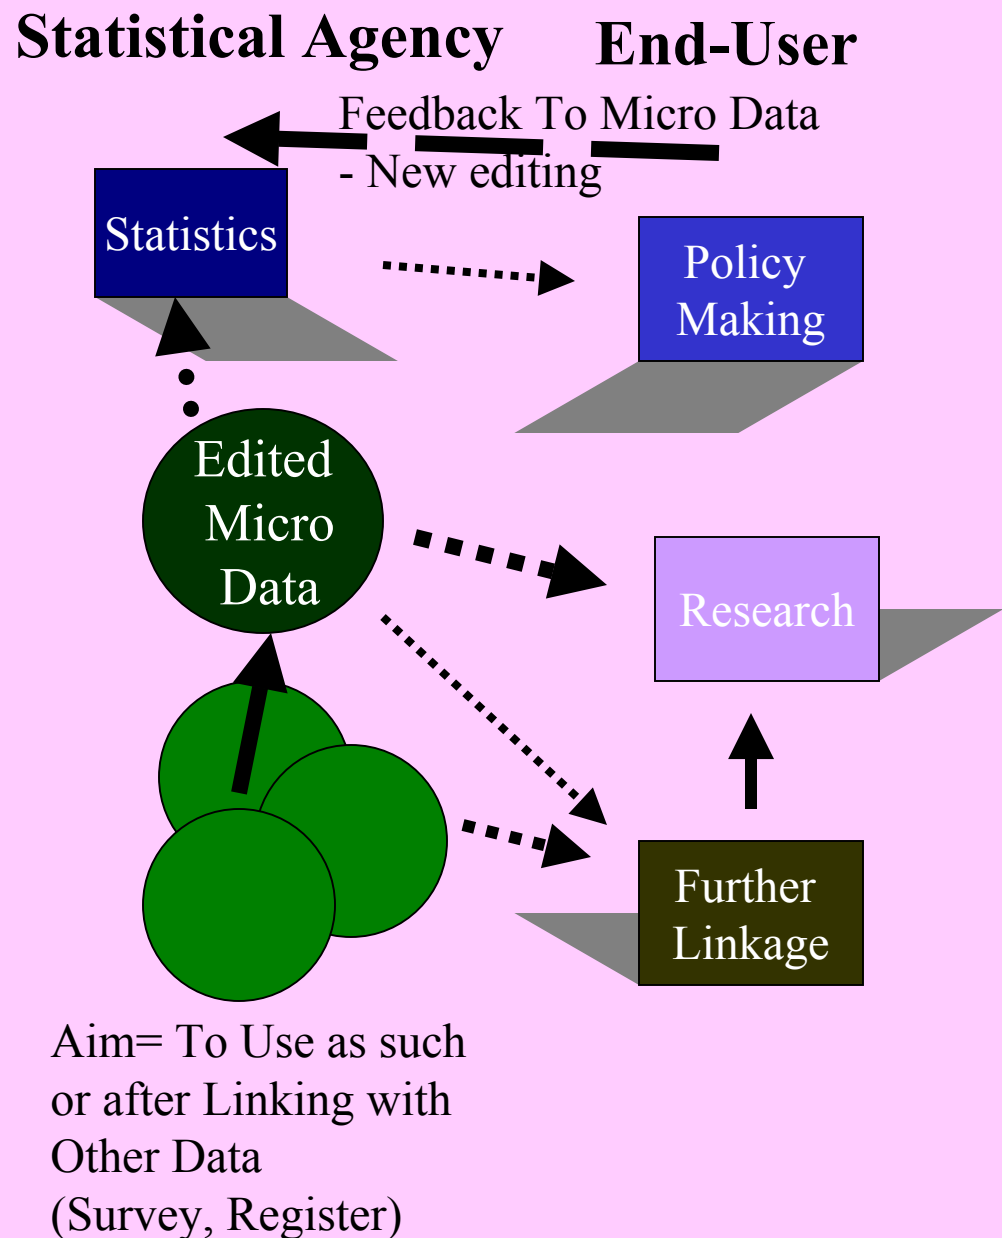 Statistical Agency
End-User
Feedback To Micro Data
- New editing
Statistics
Policy
Making
Edited
Micro
Data
Research
Further
Linkage
Aim= To Use as such
or after Linking with
Other Data
(Survey, Register)